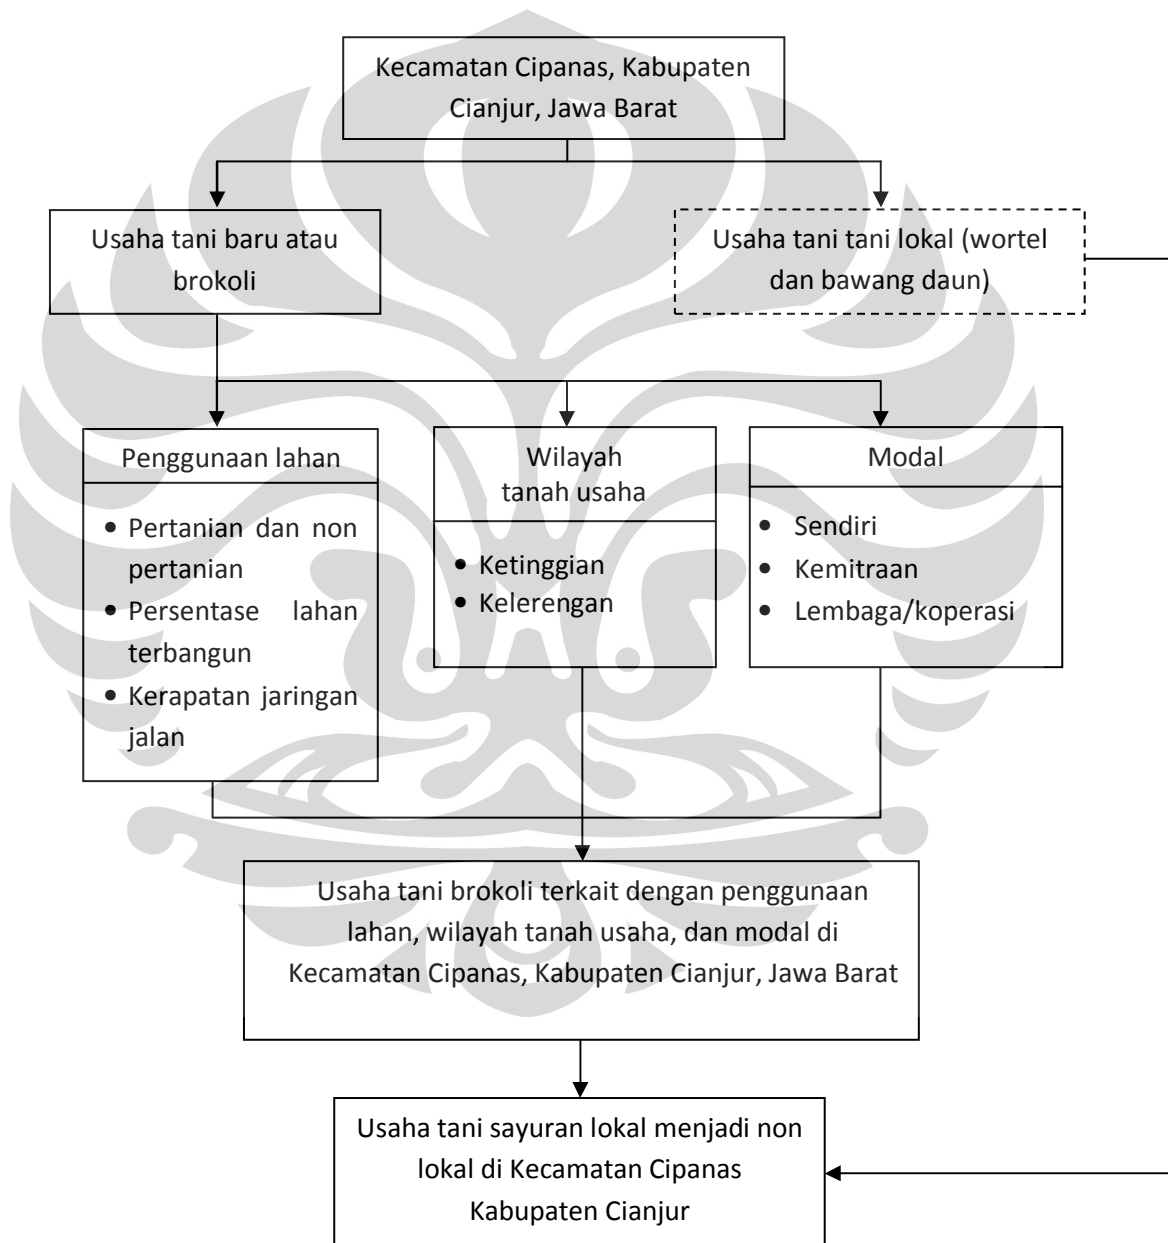 Kecamatan Cipanas, Kabupaten
Cianjur, Jawa Barat
Usaha tani baru atau
brokoli
Usaha tani tani lokal (wortel
dan bawang daun)
Penggunaan lahan
• Pertanian dan non
pertanian
• Persentase lahan
terbangun
• Kerapatan jaringan
jalan
Wilayah
tanah usaha
• Ketinggian
• Kelerengan
Modal
• Sendiri
• Kemitraan
• Lembaga/koperasi
Usaha tani brokoli terkait dengan penggunaan
lahan, wilayah tanah usaha, dan modal di
Kecamatan Cipanas, Kabupaten Cianjur, Jawa Barat
Usaha tani sayuran lokal menjadi non
lokal di Kecamatan Cipanas
Kabupaten Cianjur